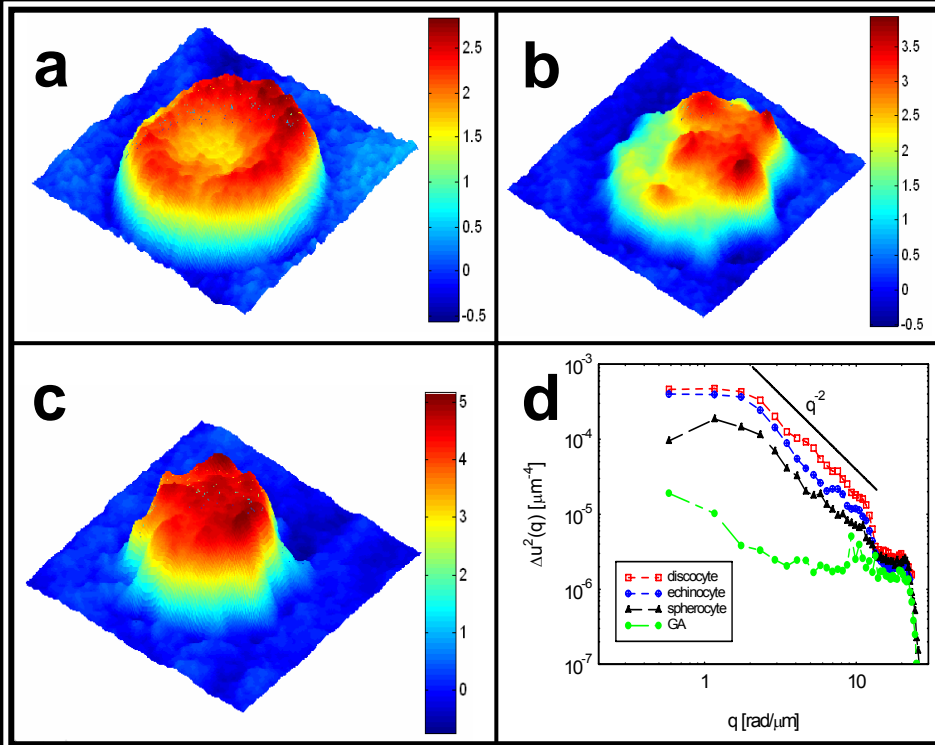 a
2.5
2
1.5
1
0.5
0
-0.5
b
3.5
3
2.5
2
1.5
1
0.5
0
-0.5
c
5
4
3
2
1
0
d
10⁻³
10⁻⁴
10⁻⁵
10⁻⁶
10⁻⁷
Δu²(q) [μm⁻⁴]
q⁻²
discocyte
echinocyte
spherocyte
GA
1 10
q [rad/μm]